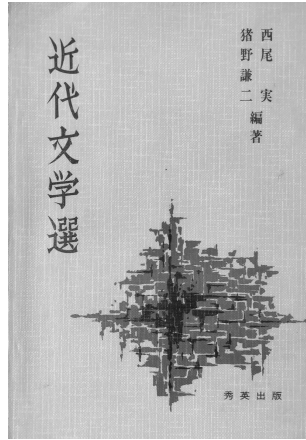 西尾実
猪野謙二
編著
近代文学選
秀英出版